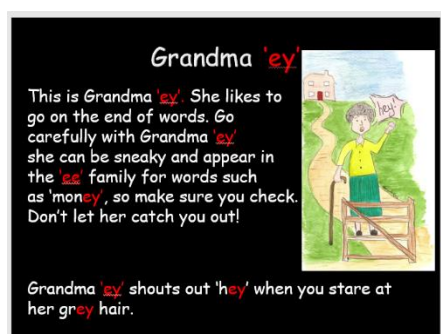 Grandma 'ey'
This is Grandma 'ey'. She likes to
go on the end of words. Go
carefully with Grandma 'ey'
she can be sneaky and appear in
the 'ee' family for words such
as 'money', so make sure you check.
Don't let her catch you out!
hey!
Grandma 'ey' shouts out 'hey' when you stare at
her grey hair.